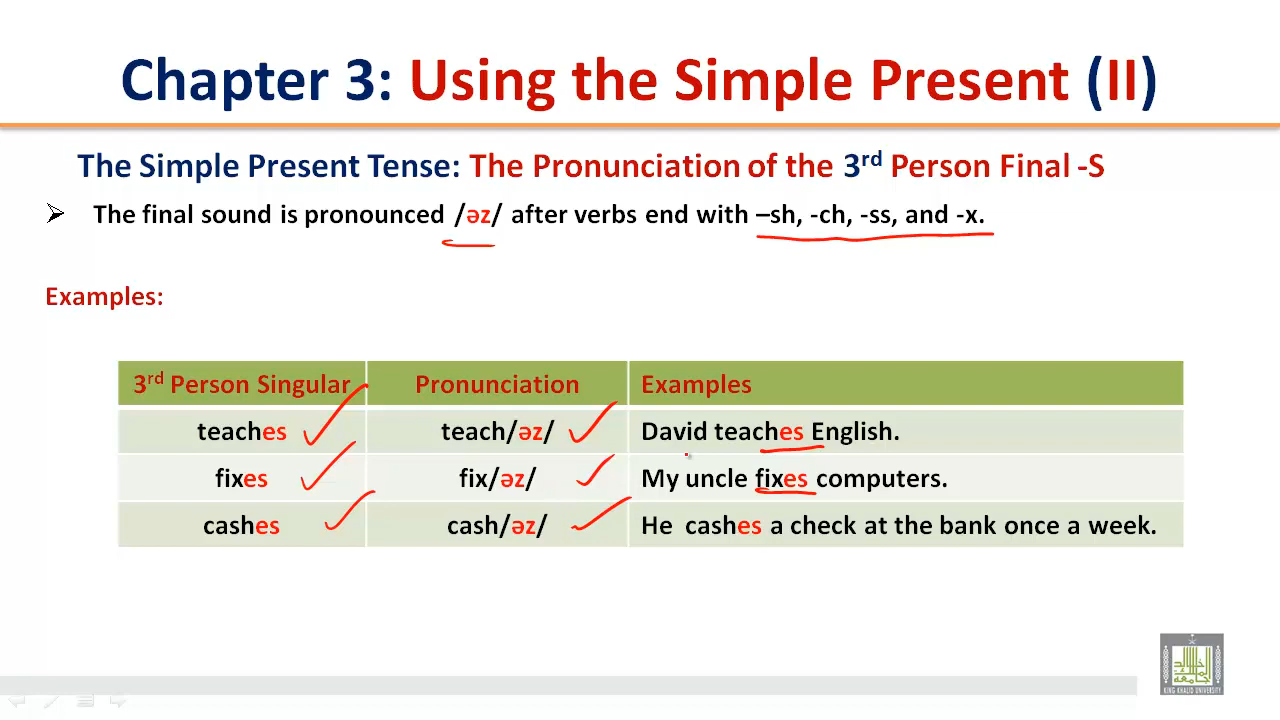 Chapter 3: Using the Simple Present (II)
The Simple Present Tense: The Pronunciation of the 3rd Person Final -S
➢ The final sound is pronounced /əz/ after verbs end with –sh, -ch, -ss, and -x.
Examples:
3rd Person Singular Pronunciation Examples
teaches teach/əz/ David teaches English.
fixes fix/əz/ My uncle fixes computers.
cashes cash/əz/ He cashes a check at the bank once a week.
KING KHALID UNIVERSITY